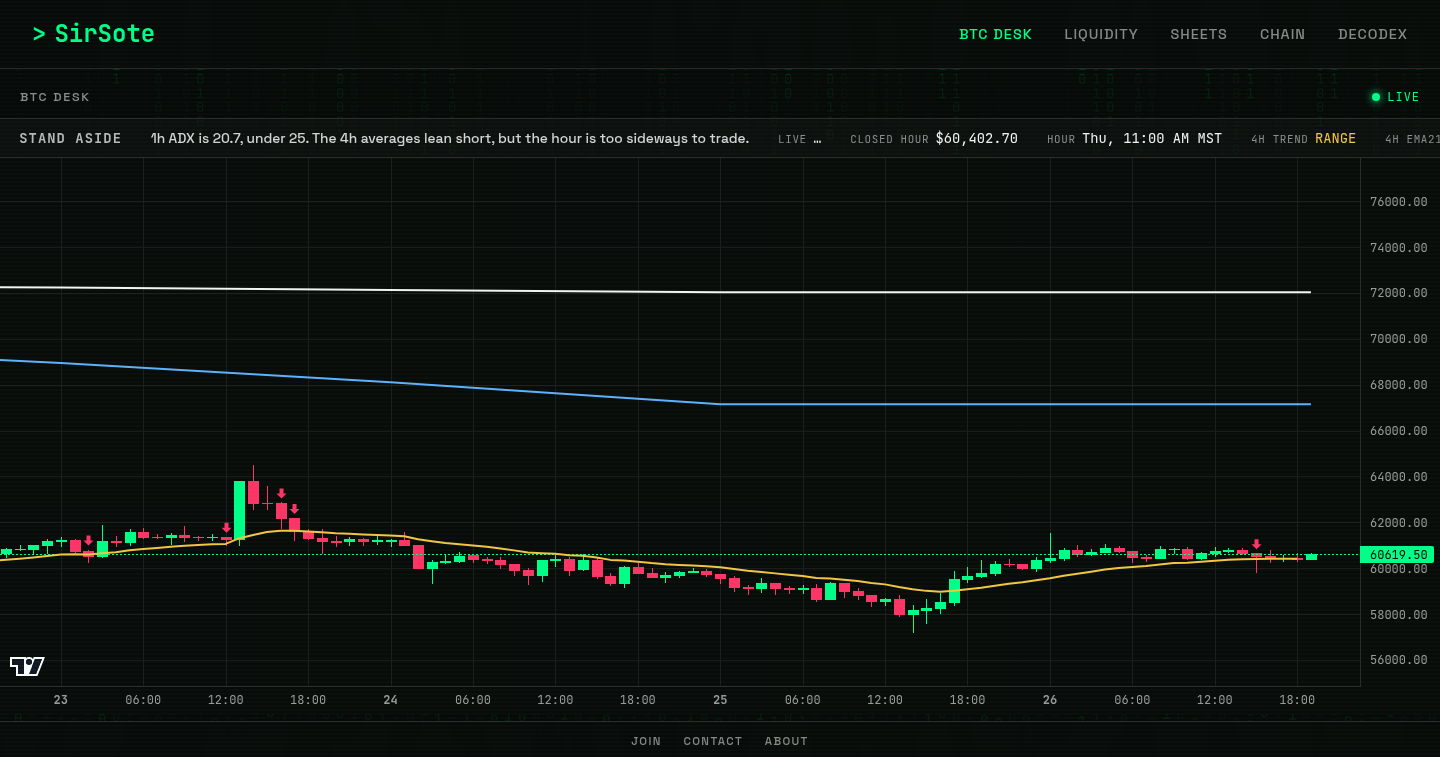 > SirSote
BTC DESK LIQUIDITY SHEETS CHAIN DECODEX
BTC DESK
LIVE
STAND ASIDE 1h ADX is 20.7, under 25. The 4h averages lean short, but the hour is too sideways to trade. LIVE … CLOSED HOUR $60,402.70 HOUR Thu, 11:00 AM MST 4H TREND RANGE 4H EMA21
76000.00
74000.00
72000.00
70000.00
68000.00
66000.00
64000.00
62000.00
60619.50
60000.00
58000.00
56000.00
23 06:00 12:00 18:00 24 06:00 12:00 18:00 25 06:00 12:00 18:00 26 06:00 12:00 18:00
JOIN CONTACT ABOUT